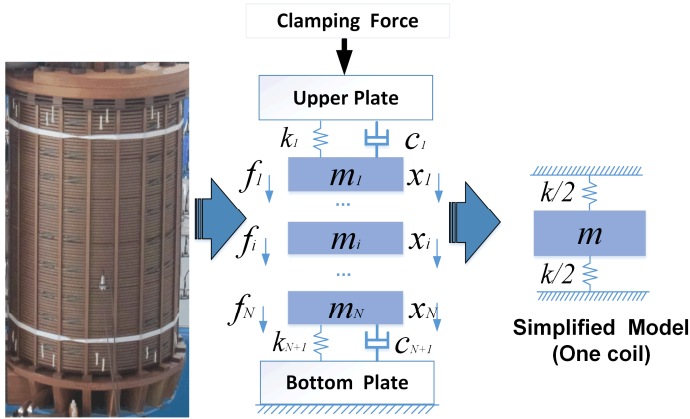 Clamping Force
Upper Plate
k1 c1
f1 m1 x1
...
fi mi xi
...
fN mN xN
kN+1 cN+1
Bottom Plate
k/2
m
k/2
Simplified Model
(One coil)